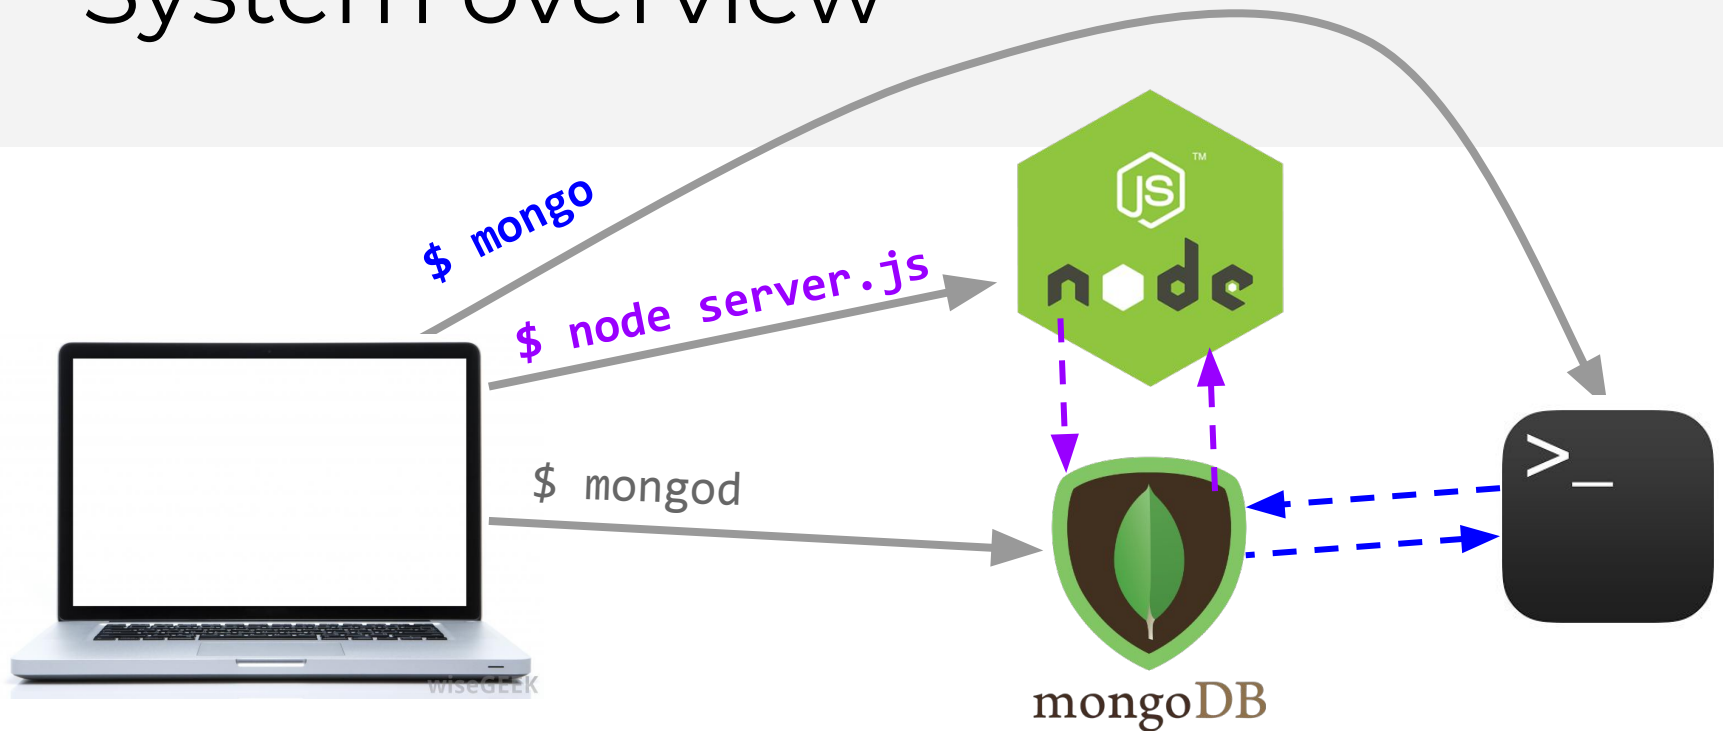 System overview
$ mongo
$ node server.js
$ mongod
JS
TM
node
>_
wiseGEEK
mongoDB